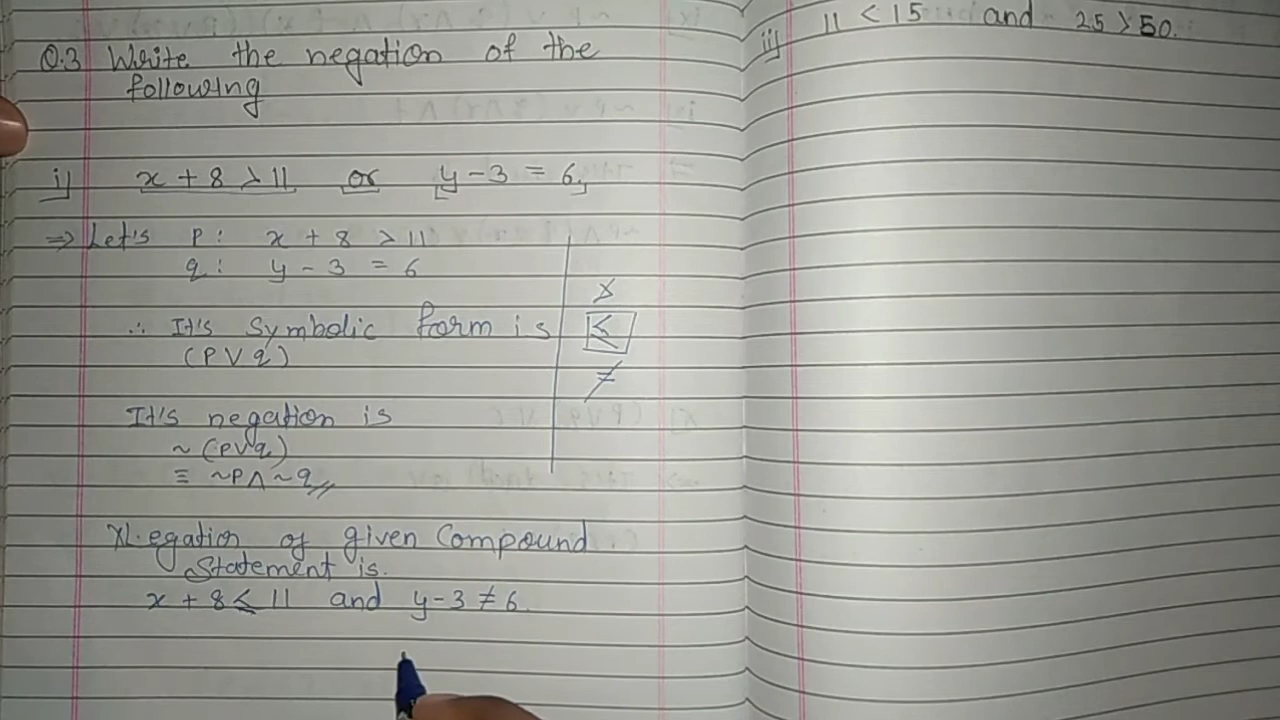 Q.3 Write the negation of the
following
i) x + 8 > 11 or y - 3 = 6.
⇒ Let's P : x + 8 > 11
q : y - 3 = 6
∴ It's Symbolic form is
(P ∨ q)
>
≤
≠
It's negation is
~ (P ∨ q)
≡ ~P ∧ ~q //
Negation of given Compound
Statement is.
x + 8 ≤ 11 and y - 3 ≠ 6.
ii) 11 < 15 and 25 > 50.